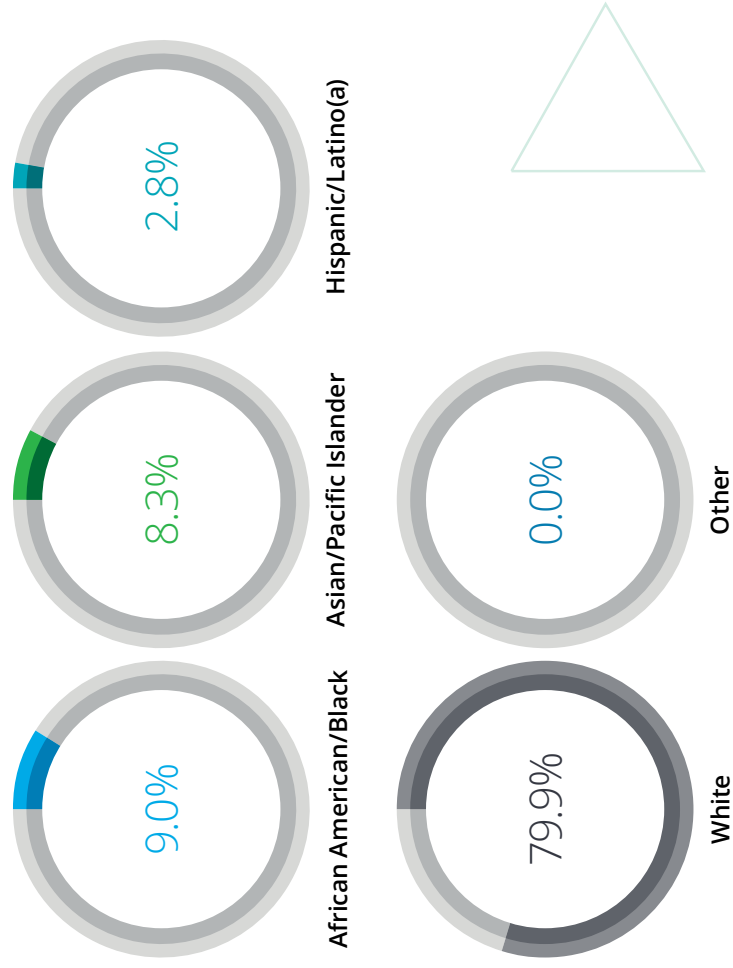 9.0%
African American/Black
8.3%
Asian/Pacific Islander
2.8%
Hispanic/Latino(a)
79.9%
White
0.0%
Other